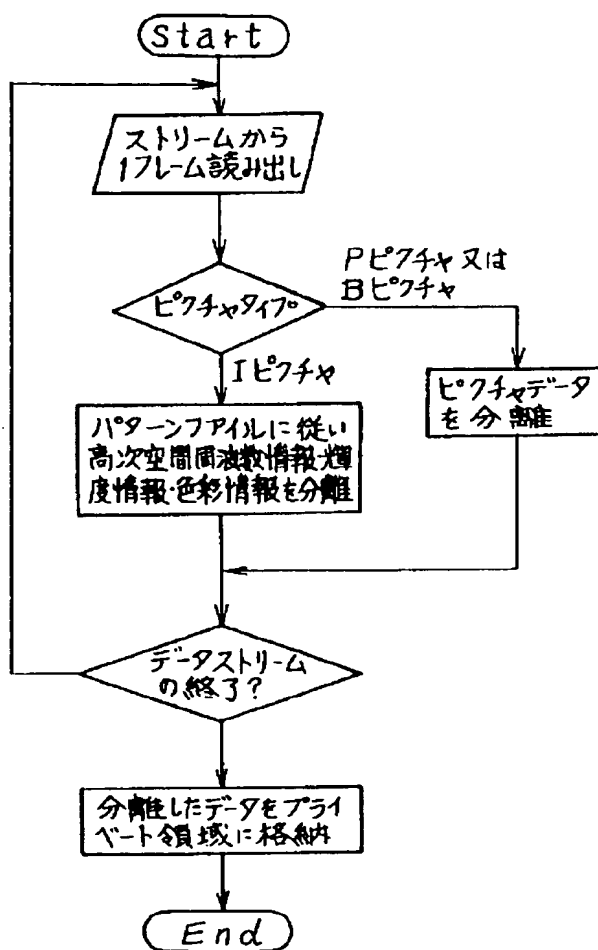 Start
ストリームから
1フレーム読み出し
ピクチャタイプ
Pピクチャ又は
Bピクチャ
Iピクチャ
ピクチャデータ
を分離
パターンファイルに従い
高次空間周波数情報・輝
度情報・色彩情報を分離
データストリーム
の終了?
分離したデータをプライ
ベート領域に格納
End